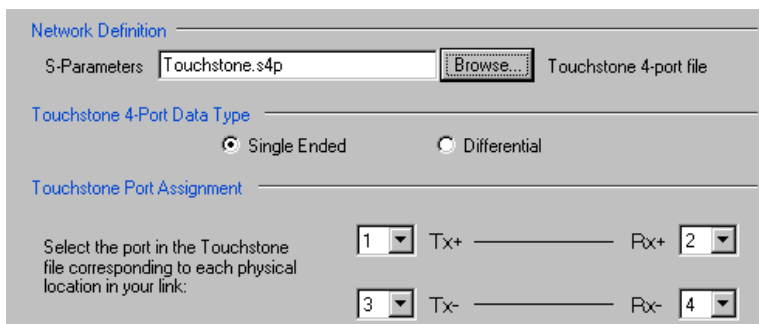 Network Definition
S-Parameters Touchstone.s4p Browse... Touchstone 4-port file
Touchstone 4-Port Data Type
Single Ended Differential
Touchstone Port Assignment
Select the port in the Touchstone
file corresponding to each physical
location in your link:
1 Tx+ Rx+ 2
3 Tx- Rx- 4